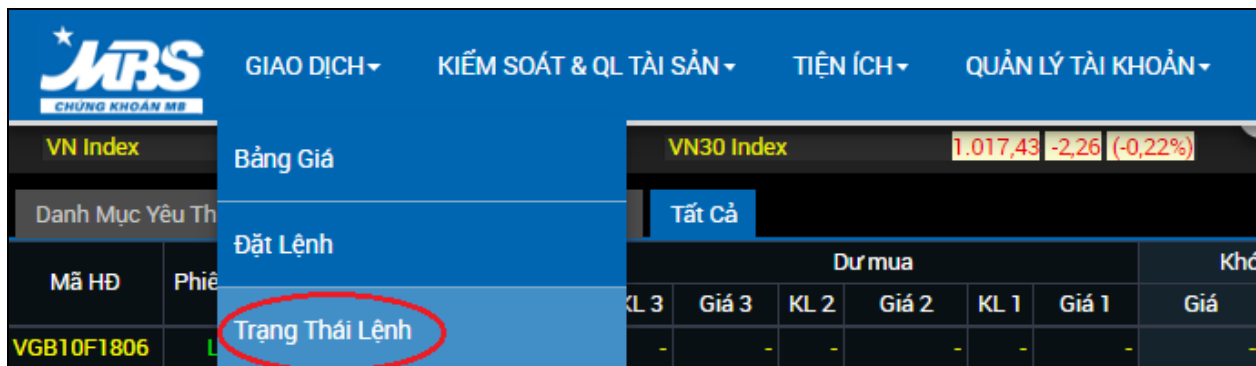 MBS
CHỨNG KHOÁN MB
GIAO DỊCH
KIỂM SOÁT & QL TÀI SẢN
TIỆN ÍCH
QUẢN LÝ TÀI KHOẢN
VN Index
VN30 Index 1.017,43 -2,26 (-0,22%)
Bảng Giá
Đặt Lệnh
Trạng Thái Lệnh
Danh Mục Yêu Th
Tất Cả
Mã HĐ Phiê Dư mua Khó
KL 3 Giá 3 KL 2 Giá 2 KL 1 Giá 1 Giá
VGB10F1806 L - - - - - - -